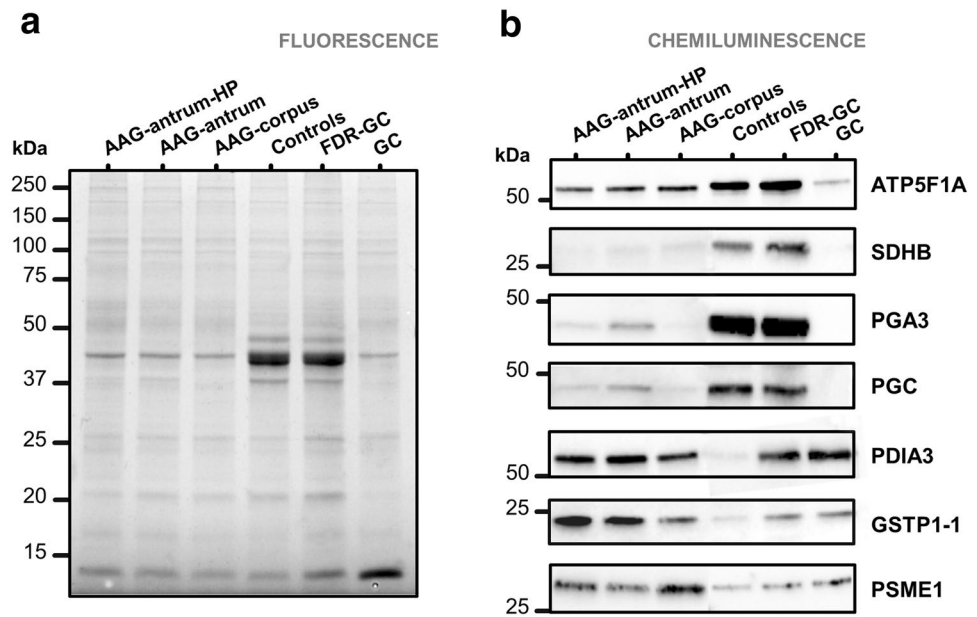 a
FLUORESCENCE
AAG-antrum-HP
AAG-antrum
AAG-corpus
Controls
FDR-GC
GC
kDa
250
150
100
75
50
37
25
20
15
b
CHEMILUMINESCENCE
AAG-antrum-HP
AAG-antrum
AAG-corpus
Controls
FDR-GC
GC
kDa
50 ATP5F1A
25 SDHB
50 PGA3
50 PGC
50 PDIA3
25 GSTP1-1
25 PSME1